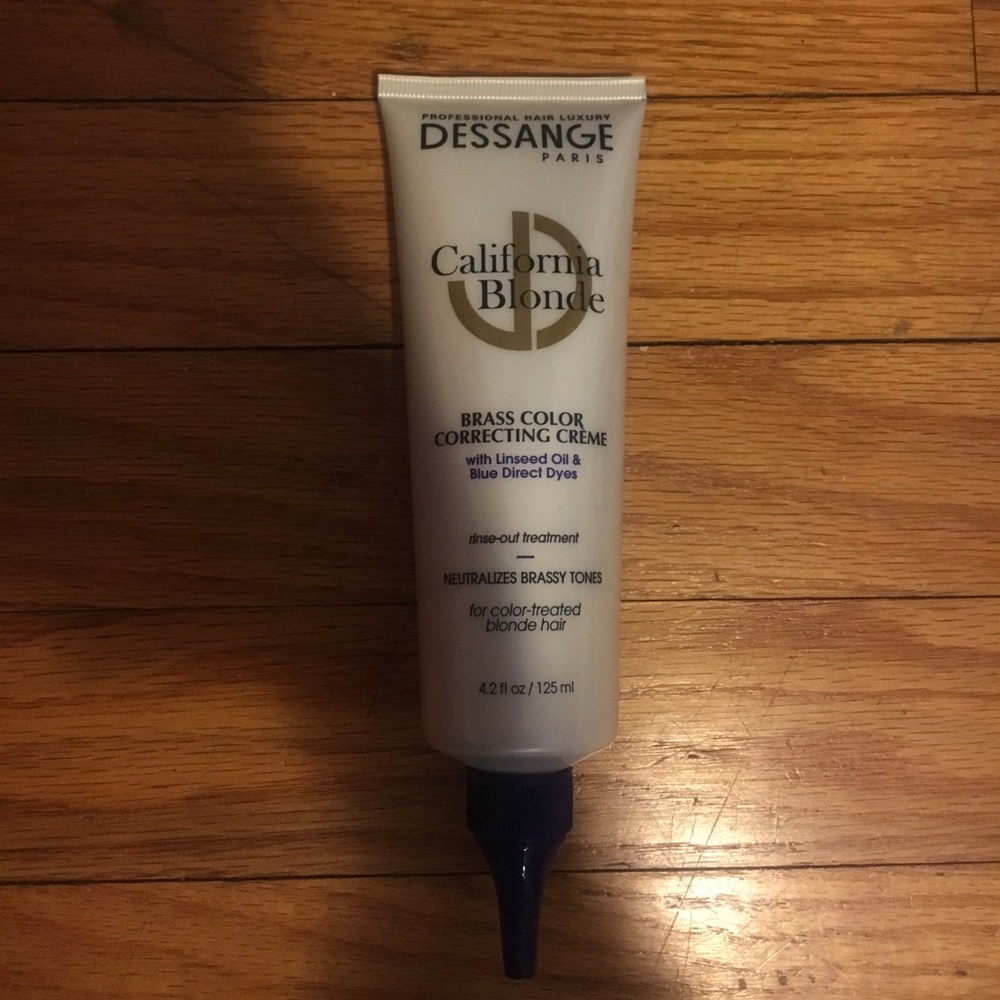 PROFESSIONAL HAIR LUXURY
DESSANGE
PARIS
California
Blonde
BRASS COLOR
CORRECTING CRÈME
with Linseed Oil &
Blue Direct Dyes
rinse-out treatment
NEUTRALIZES BRASSY TONES
for color-treated
blonde hair
4.2 fl oz / 125 ml